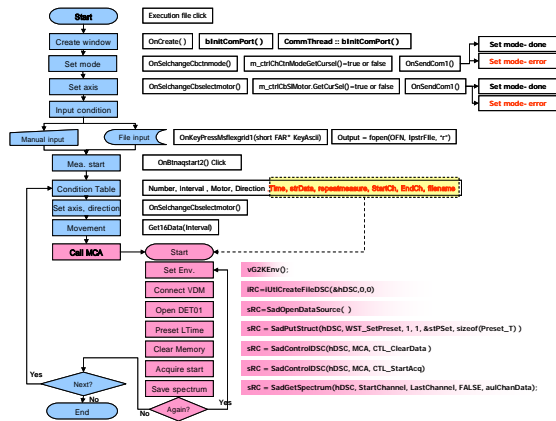 Start
Execution file click
Create window
OnCreate( )
bInitComPort( )
CommThread :: bInitComPort( )
Set mode- done
Set mode
OnSelchangeCbctnmode()
m_ctrlChCtnModeGetCursel()=true or false
OnSendCom1()
Set mode- error
Set axis
OnSelchangeCbselectmotor()
m_ctrlCbSlMotor.GetCurSel()=true or false
OnSendCom1()
Set mode- done
Set mode- error
Input condition
Manual input
File input
OnKeyPressMsflexgrid1(short FAR* KeyAscii)
Output = fopen(OFN, lpstrFile, "r")
Mea. start
OnBtnaqstart2() Click
Condition Table
Number, Interval , Motor, Direction
Time, strData, repeatmeasure, StartCh, EndCh, filename
Set axis, direction
OnSelchangeCbselectmotor()
Movement
Get16Data(Interval)
Call MCA
Start
Set Env.
vG2KEnv();
Connect VDM
iRC=iUtlCreateFileDSC(&hDSC,0,0)
Open DET01
sRC=SadOpenDataSource( )
Preset LTime
sRC = SadPutStruct(hDSC, WST_SetPreset, 1, 1, &stPSet, sizeof(Preset_T) )
Clear Memory
sRC = SadControlDSC(hDSC, MCA, CTL_ClearData )
Acquire start
sRC = SadControlDSC(hDSC, MCA, CTL_StartAcq)
Yes
Yes
Next?
Save spectrum
sRC = SadGetSpectrum(hDSC, StartChannel, LastChannel, FALSE, aulChanData);
No
No
End
Again?